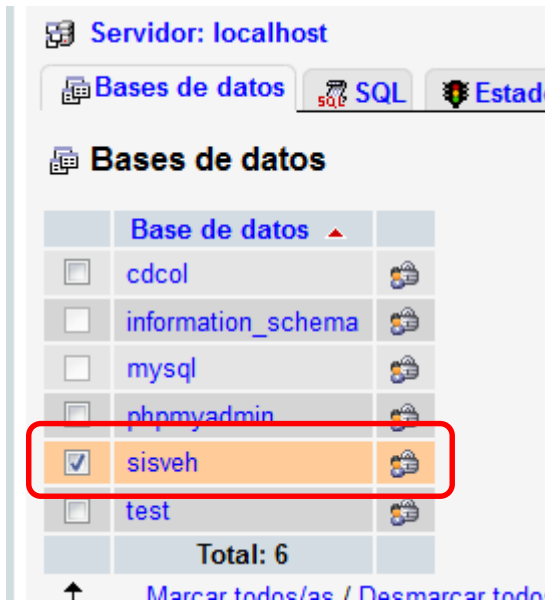 Servidor: localhost
Bases de datos SQL Estad
Bases de datos
Base de datos
cdcol
information_schema
mysql
phpmyadmin
sisveh
test
Total: 6
Marcar todos/as / Desmarcar todos